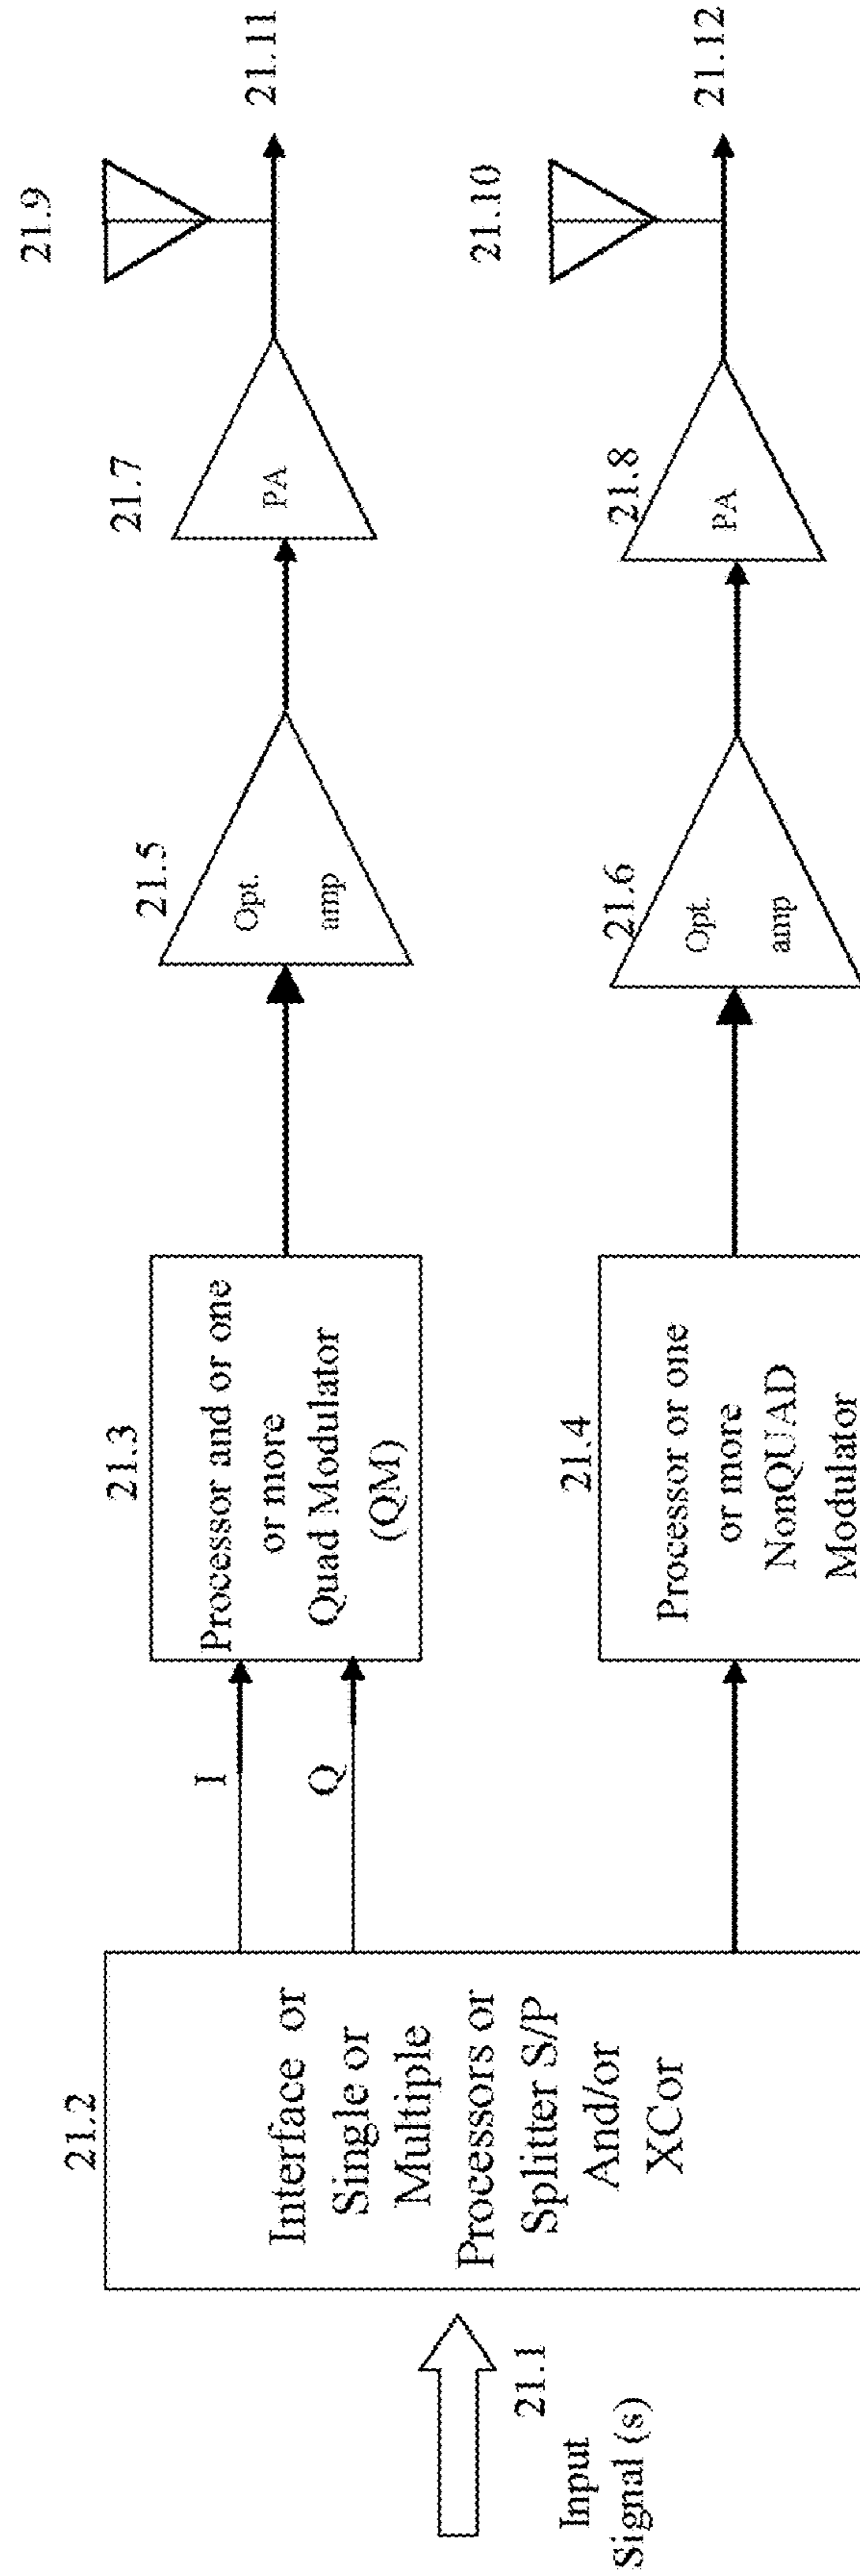 21.1
Input
Signal (s)
21.2
Interface or
Single or
Multiple
Processors or
Splitter S/P
And/or
XCor
I
Q
21.3
Processor and or one
or more
Quad Modulator
(QM)
21.5
Opt.
amp
21.7
PA
21.9
21.11
21.4
Processor or one
or more
NonQUAD
Modulator
21.6
Opt.
amp
21.8
PA
21.10
21.12